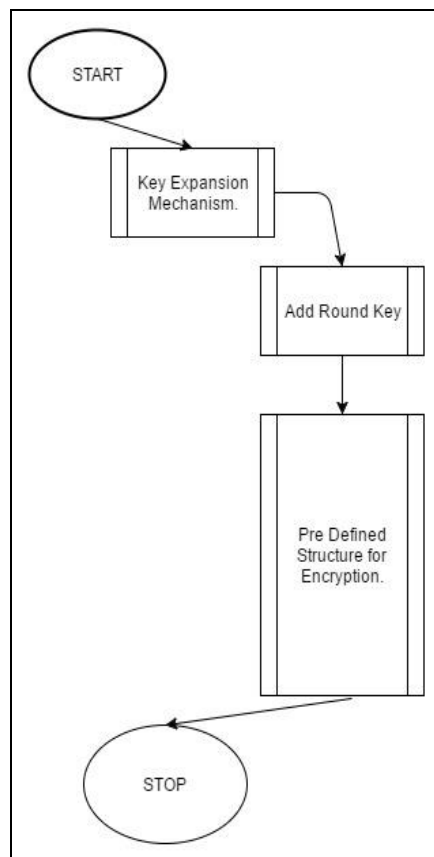 START
Key Expansion
Mechanism.
Add Round Key
Pre Defined
Structure for
Encryption.
STOP